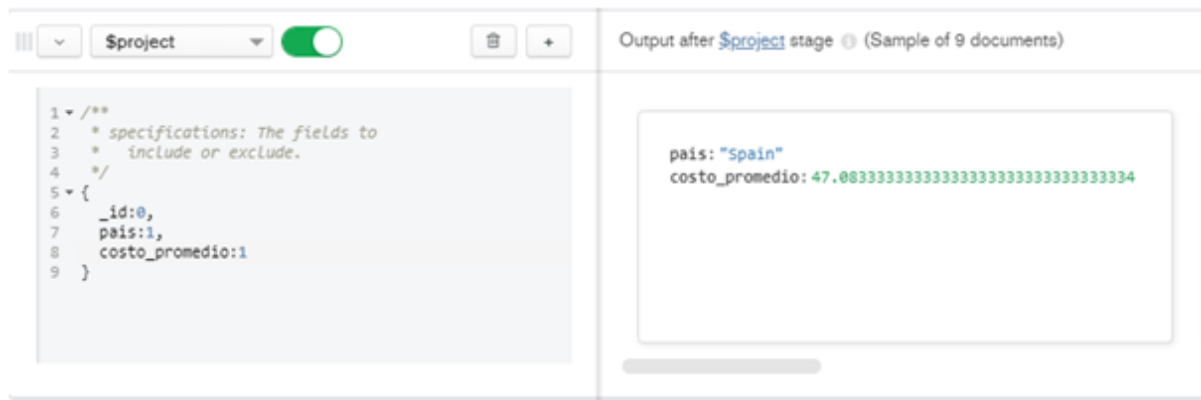 $project
Output after $project stage (Sample of 9 documents)
1 /**
2 * specifications: The fields to
3 * include or exclude.
4 */
5 {
6 _id:0,
7 pais:1,
8 costo_promedio:1
9 }
pais: "Spain"
costo_promedio: 47.08333333333333333333333333333334